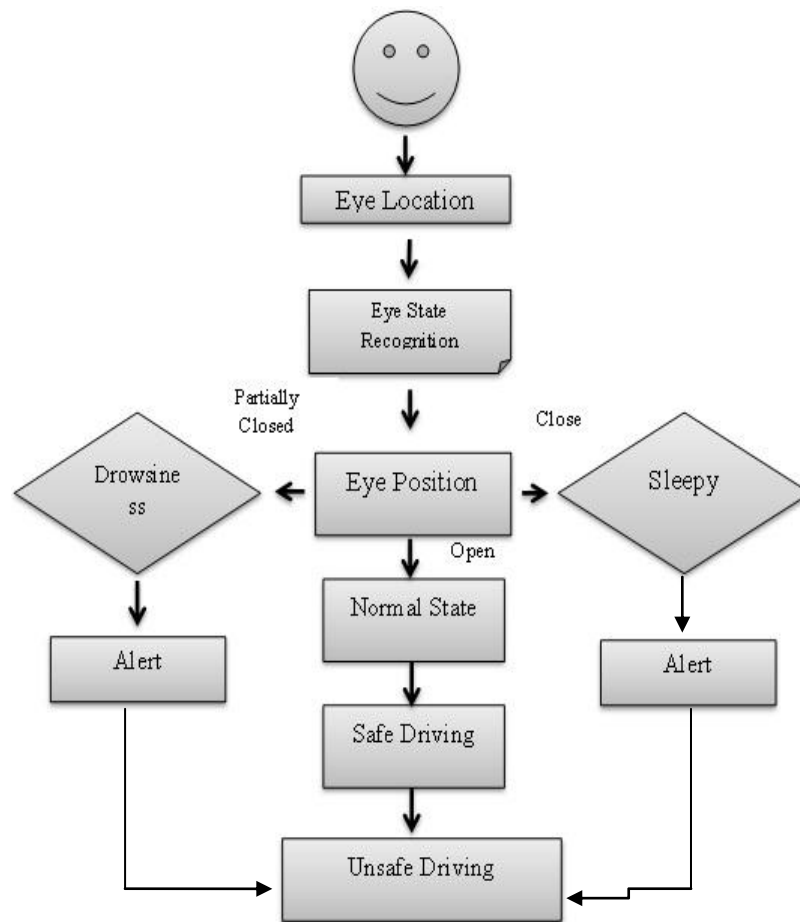 Eye Location
Eye State
Recognition
Partially
Closed
Close
Drowsine
ss
Eye Position
Sleepy
Open
Normal State
Alert
Alert
Safe Driving
Unsafe Driving